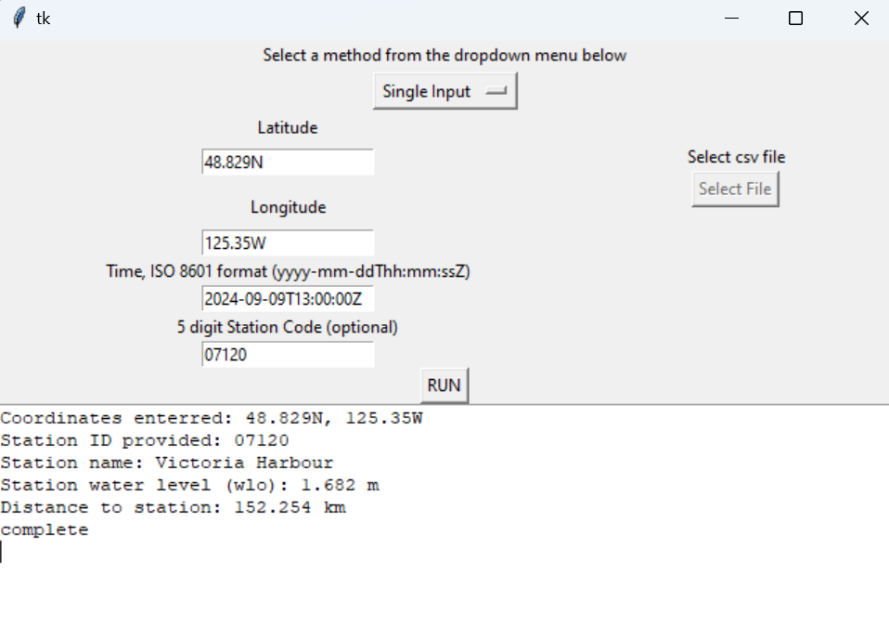 tk
Select a method from the dropdown menu below
Single Input
Latitude
48.829N
Select csv file
Select File
Longitude
125.35W
Time, ISO 8601 format (yyyy-mm-ddThh:mm:ssZ)
2024-09-09T13:00:00Z
5 digit Station Code (optional)
07120
RUN
Coordinates enterred: 48.829N, 125.35W
Station ID provided: 07120
Station name: Victoria Harbour
Station water level (wlo): 1.682 m
Distance to station: 152.254 km
complete